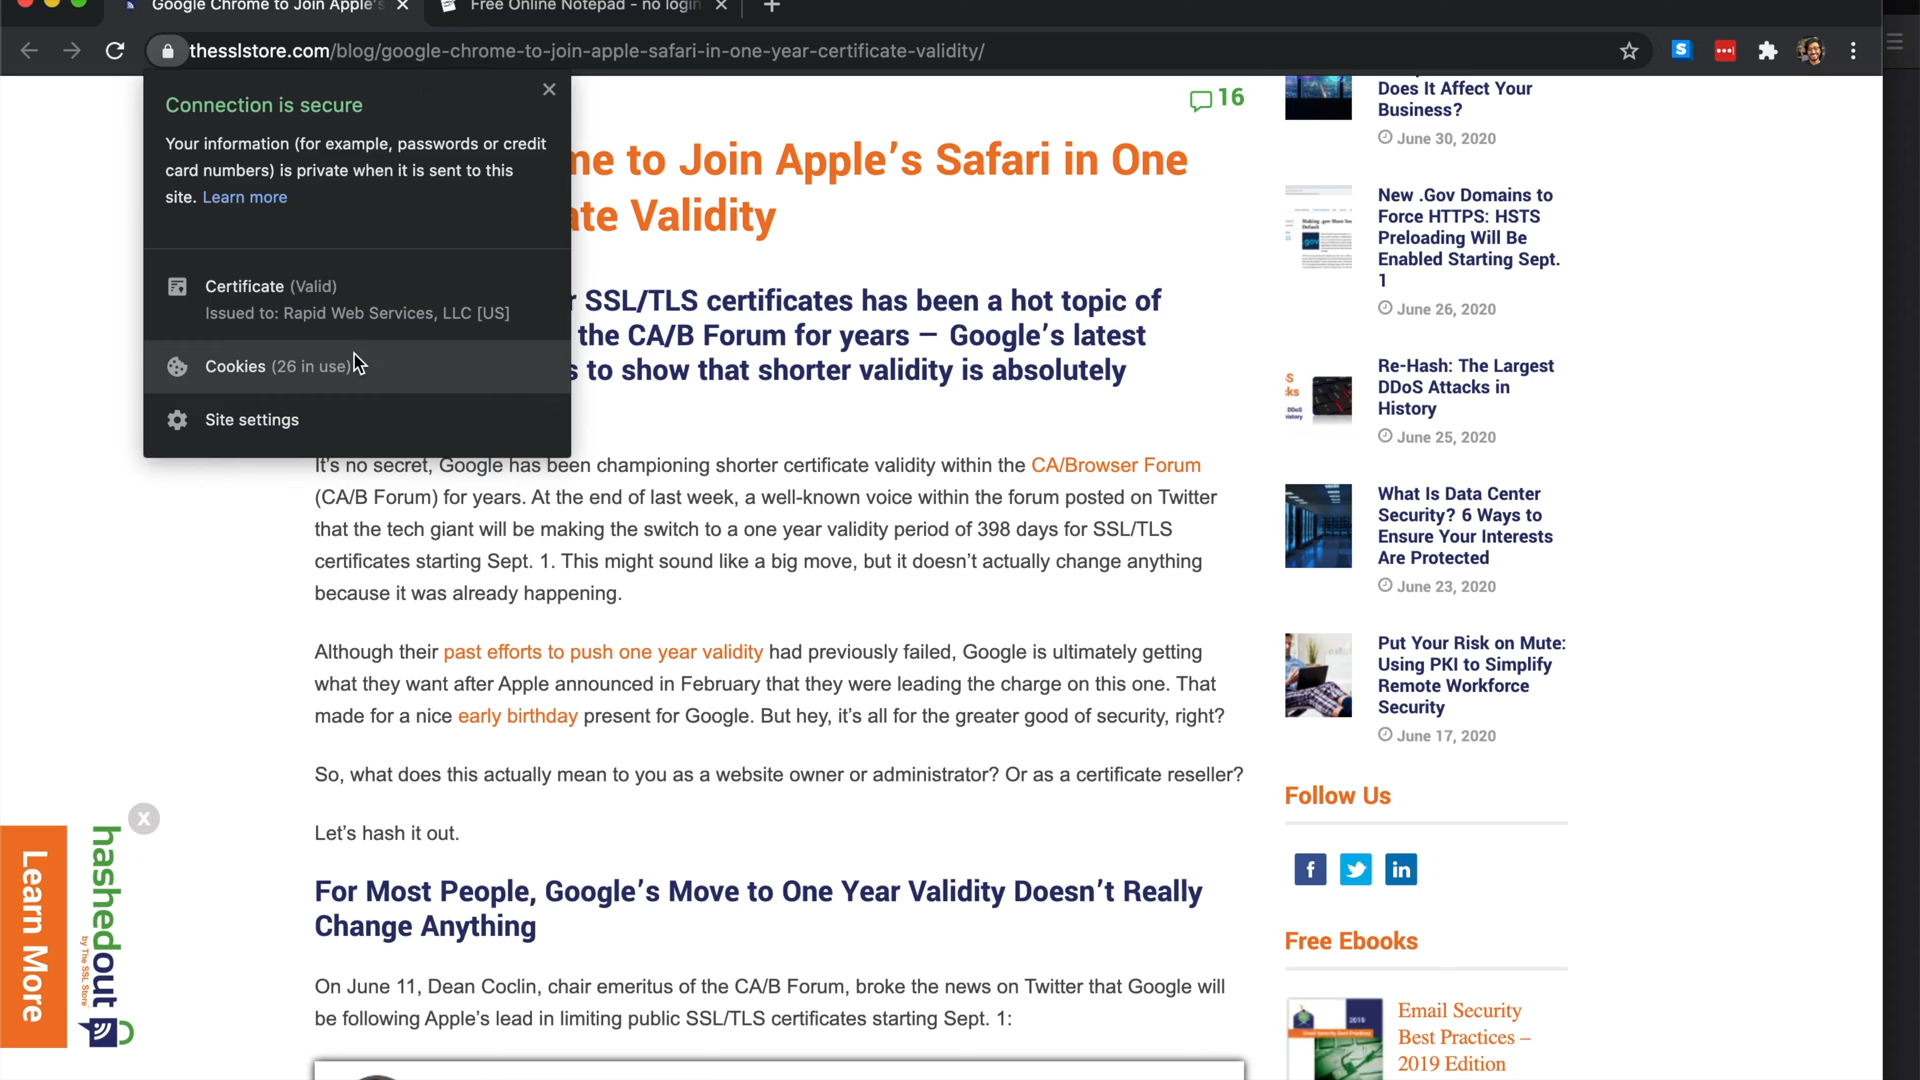 Google Chrome to Join Apple's
Free Online Notepad - no login
thesslstore.com/blog/google-chrome-to-join-apple-safari-in-one-year-certificate-validity/
S
Connection is secure
Your information (for example, passwords or credit
card numbers) is private when it is sent to this
site. Learn more
Certificate (Valid)
Issued to: Rapid Web Services, LLC [US]
Cookies (26 in use)
Site settings
16
me to Join Apple's Safari in One
ate Validity
r SSL/TLS certificates has been a hot topic of
the CA/B Forum for years — Google's latest
s to show that shorter validity is absolutely
It's no secret, Google has been championing shorter certificate validity within the CA/Browser Forum
(CA/B Forum) for years. At the end of last week, a well-known voice within the forum posted on Twitter
that the tech giant will be making the switch to a one year validity period of 398 days for SSL/TLS
certificates starting Sept. 1. This might sound like a big move, but it doesn't actually change anything
because it was already happening.
Although their past efforts to push one year validity had previously failed, Google is ultimately getting
what they want after Apple announced in February that they were leading the charge on this one. That
made for a nice early birthday present for Google. But hey, it's all for the greater good of security, right?
So, what does this actually mean to you as a website owner or administrator? Or as a certificate reseller?
Let's hash it out.
For Most People, Google's Move to One Year Validity Doesn't Really
Change Anything
On June 11, Dean Coclin, chair emeritus of the CA/B Forum, broke the news on Twitter that Google will
be following Apple's lead in limiting public SSL/TLS certificates starting Sept. 1:
Does It Affect Your
Business?
June 30, 2020
New .Gov Domains to
Force HTTPS: HSTS
Preloading Will Be
Enabled Starting Sept.
1
June 26, 2020
.gov
Re-Hash: The Largest
DDoS Attacks in
History
June 25, 2020
What Is Data Center
Security? 6 Ways to
Ensure Your Interests
Are Protected
June 23, 2020
Put Your Risk on Mute:
Using PKI to Simplify
Remote Workforce
Security
June 17, 2020
Follow Us
f
in
Free Ebooks
Email Security
Best Practices –
2019 Edition
2019
Email Security Best Practices
X
Learn More
hashedout
by The SSL Store